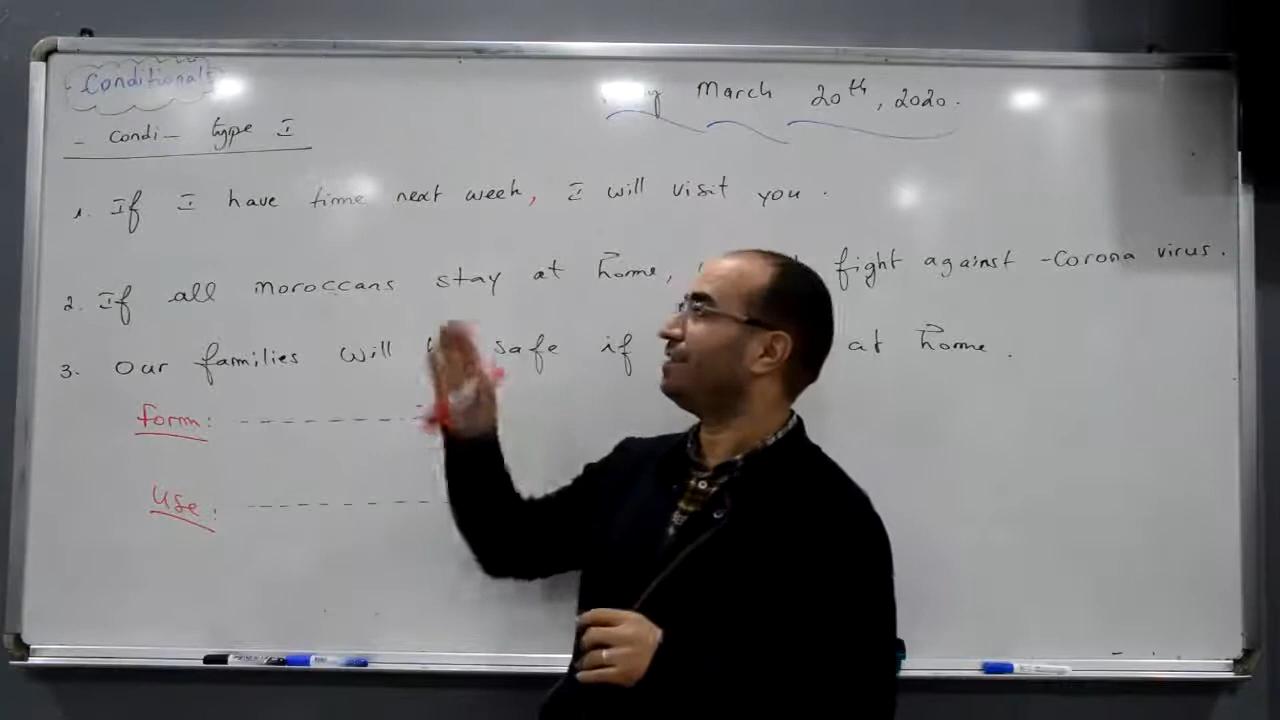 Conditional
March 20th, 2020.
- Condi- type I
1. If I have time next week, I will visit you.
2. If all moroccans stay at home, fight against -Corona virus.
3. Our families will safe if at home.
form:
Use: